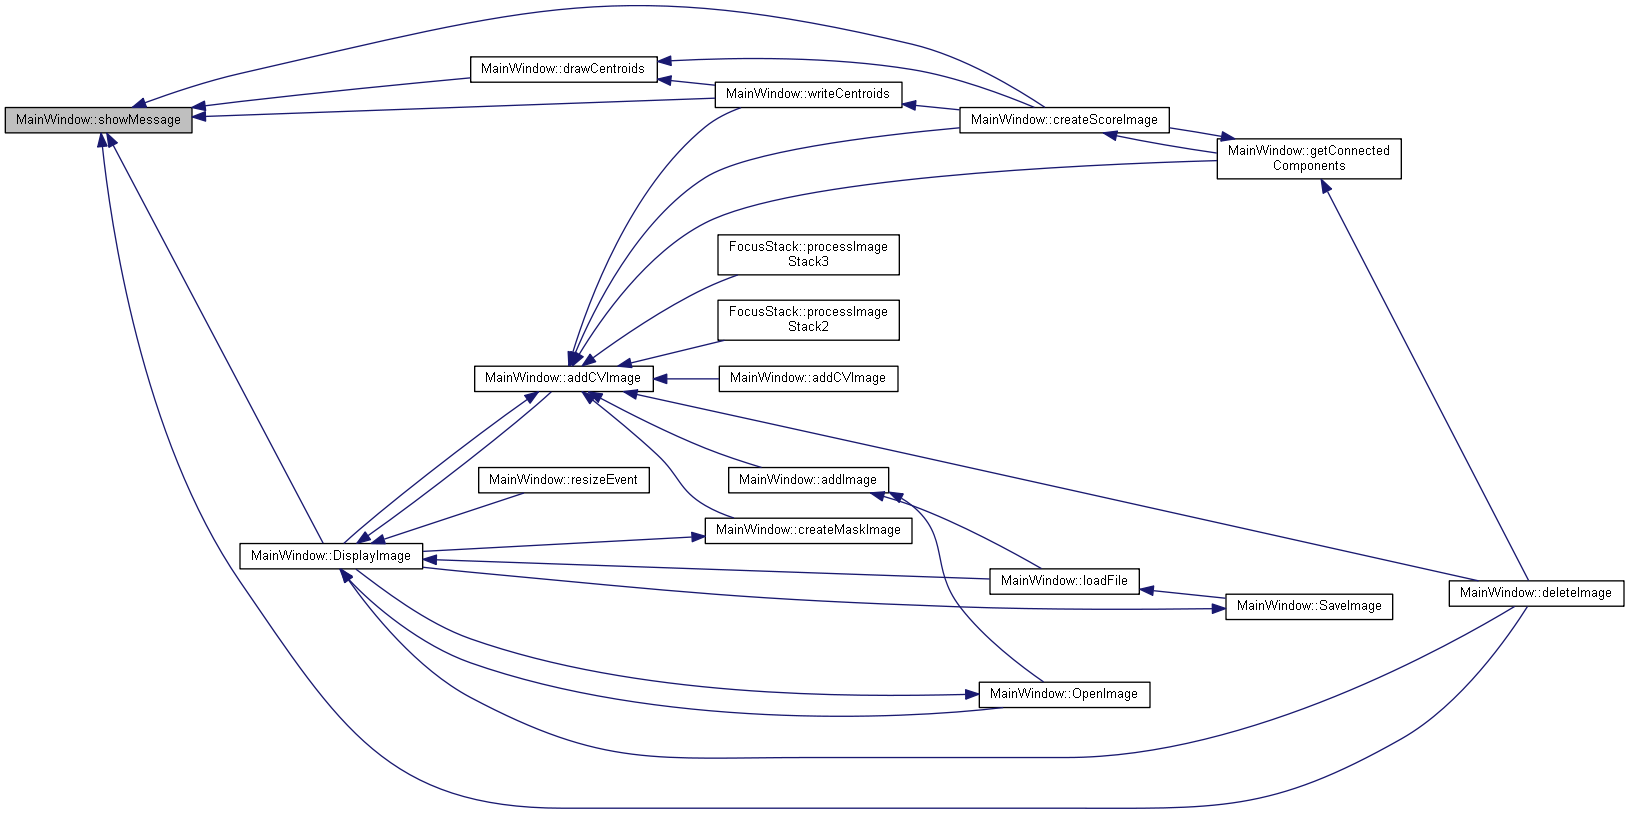 MainWindow::drawCentroids
MainWindow::writeCentroids
MainWindow::showMessage
MainWindow::createScoreImage
MainWindow::getConnected
Components
FocusStack::processImage
Stack3
FocusStack::processImage
Stack2
MainWindow::addCVImage
MainWindow::addCVImage
MainWindow::resizeEvent
MainWindow::addImage
MainWindow::createMaskImage
MainWindow::DisplayImage
MainWindow::loadFile
MainWindow::SaveImage
MainWindow::deleteImage
MainWindow::OpenImage